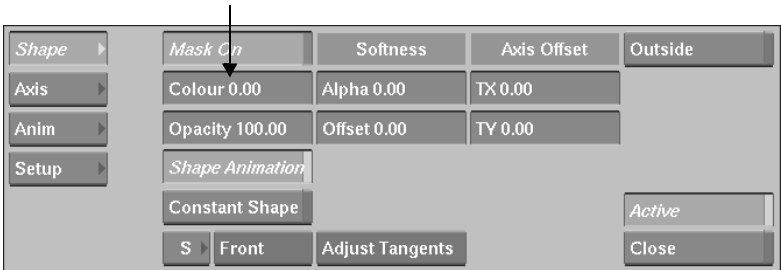 Shape Mask On Softness Axis Offset Outside
Axis Colour 0.00 Alpha 0.00 TX 0.00
Anim Opacity 100.00 Offset 0.00 TY 0.00
Setup Shape Animation
Constant Shape Active
S Front Adjust Tangents Close